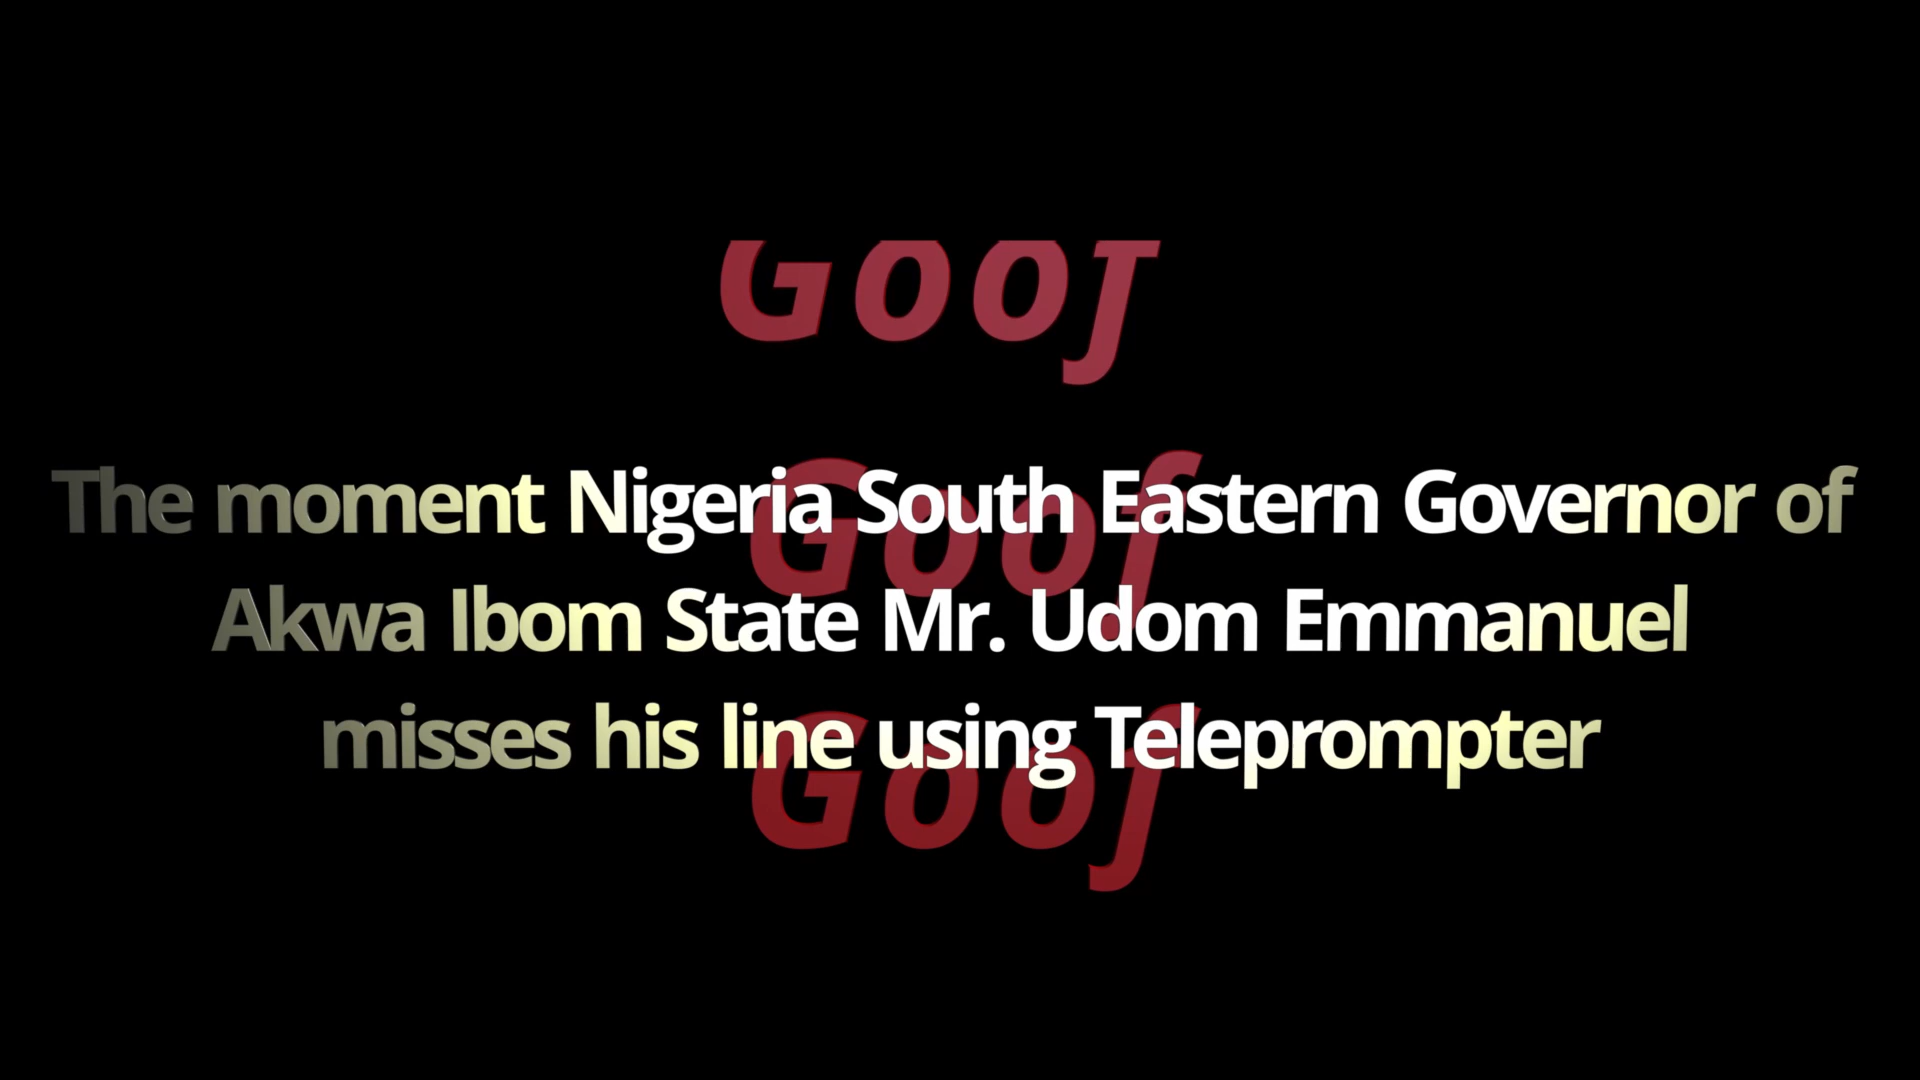 Goof
The moment Nigeria South Eastern Governor of
Goof
Akwa Ibom State Mr. Udom Emmanuel
misses his line using Teleprompter
Goof